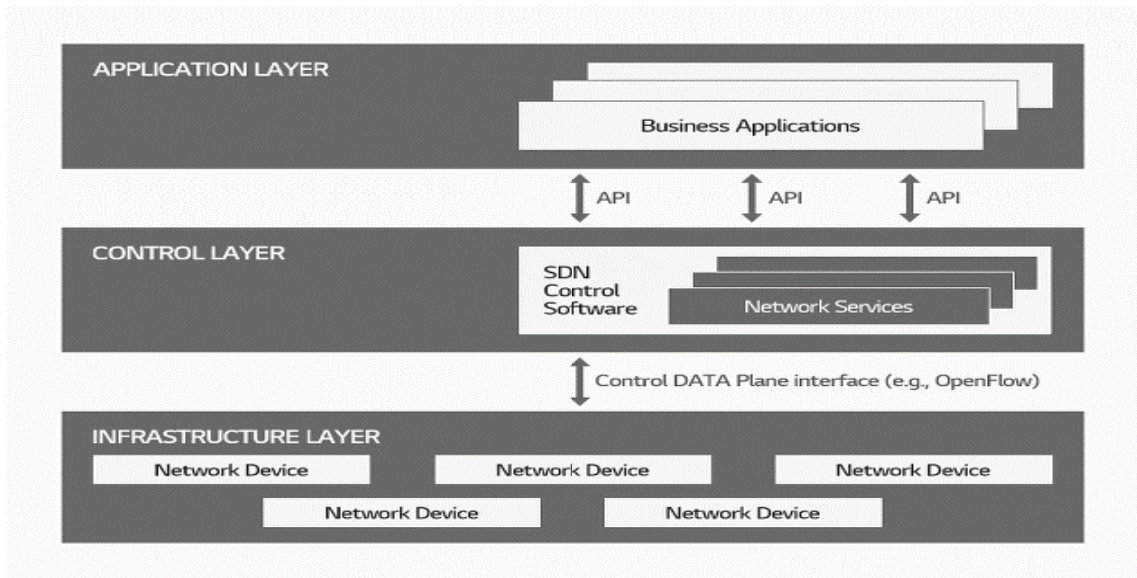 APPLICATION LAYER
Business Applications
API API API
CONTROL LAYER
SDN
Control
Software
Network Services
Control DATA Plane interface (e.g., OpenFlow)
INFRASTRUCTURE LAYER
Network Device Network Device Network Device
Network Device Network Device